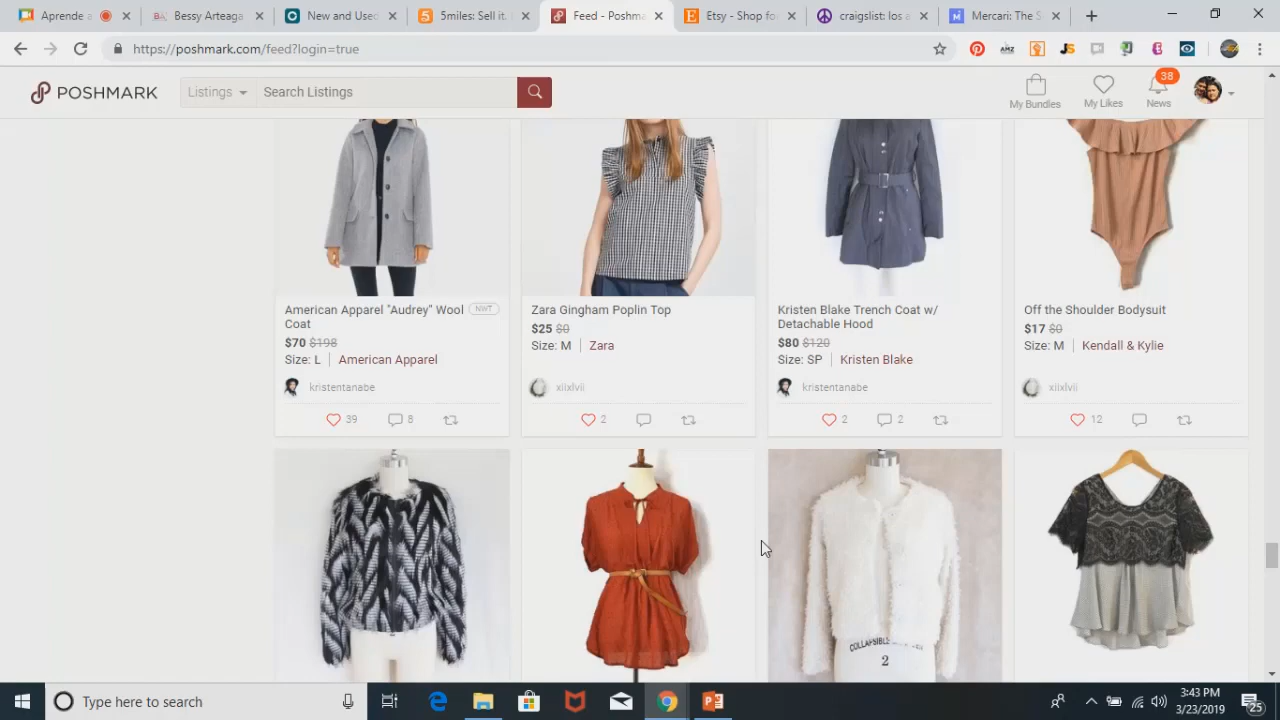 Aprende a
Bessy Arteaga
New and Used
5miles: Sell it.
Feed - Poshma
Etsy - Shop fo
craigslist: los a
Mercari: The S
https://poshmark.com/feed?login=true
POSHMARK
Listings
Search Listings
My Bundles
My Likes
38
News
American Apparel "Audrey" Wool Coat
NWT
$70 $198
Size: L | American Apparel
kristentanabe
39
8
Zara Gingham Poplin Top
$25 $0
Size: M | Zara
xiixlvii
2
Kristen Blake Trench Coat w/
Detachable Hood
$80 $120
Size: SP | Kristen Blake
kristentanabe
2
2
Off the Shoulder Bodysuit
$17 $0
Size: M | Kendall & Kylie
xiixlvii
12
2
Type here to search
3:43 PM
3/23/2019
25